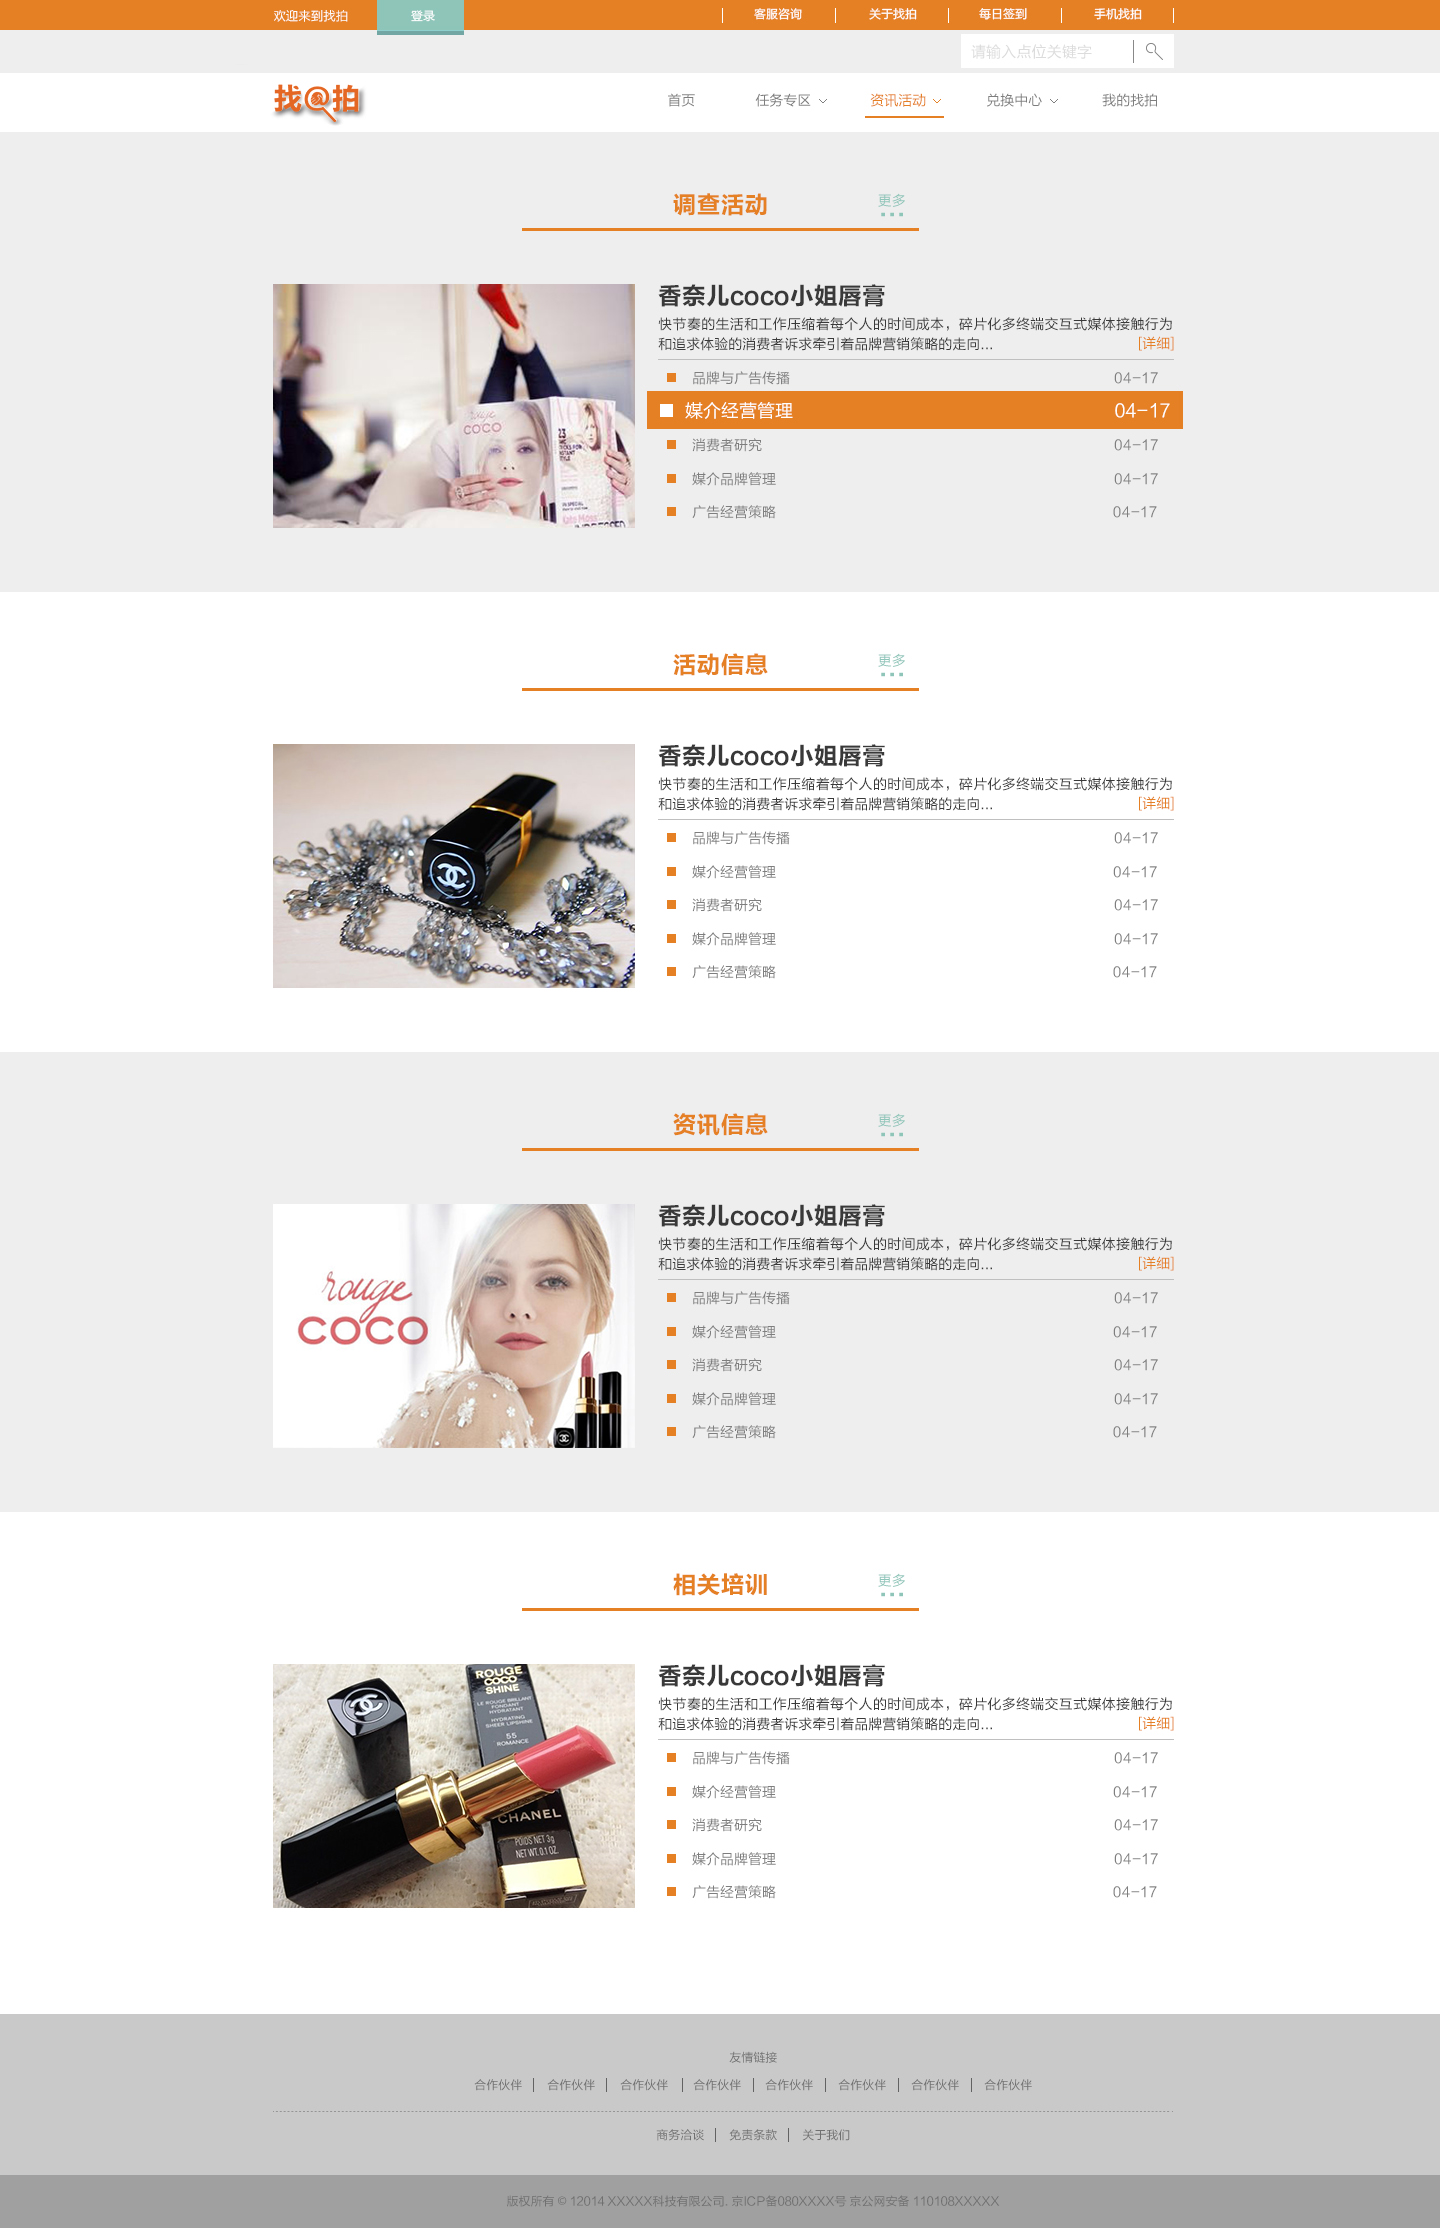 欢迎来到找拍
登录
客服咨询
关于找拍
每日签到
手机找拍
请输入点位关键字
找@拍
首页
任务专区
资讯活动
兑换中心
我的找拍
调查活动
更多
rouge
COCO
23
IN SPECIAL
Kate Moss
香奈儿coco小姐唇膏
快节奏的生活和工作压缩着每个人的时间成本，碎片化多终端交互式媒体接触行为
和追求体验的消费者诉求牵引着品牌营销策略的走向...
[详细]
品牌与广告传播 04-17
媒介经营管理 04-17
消费者研究 04-17
媒介品牌管理 04-17
广告经营策略 04-17
活动信息
更多
香奈儿coco小姐唇膏
快节奏的生活和工作压缩着每个人的时间成本，碎片化多终端交互式媒体接触行为
和追求体验的消费者诉求牵引着品牌营销策略的走向...
[详细]
品牌与广告传播 04-17
媒介经营管理 04-17
消费者研究 04-17
媒介品牌管理 04-17
广告经营策略 04-17
资讯信息
更多
rouge
COCO
香奈儿coco小姐唇膏
快节奏的生活和工作压缩着每个人的时间成本，碎片化多终端交互式媒体接触行为
和追求体验的消费者诉求牵引着品牌营销策略的走向...
[详细]
品牌与广告传播 04-17
媒介经营管理 04-17
消费者研究 04-17
媒介品牌管理 04-17
广告经营策略 04-17
相关培训
更多
ROUGE
COCO
SHINE
LE ROUGE BRILLANT
FONDANT
HYDRATANT
HYDRATING
SHEER LIPSHINE
55
ROMANCE
CHANEL
POIDS NET 3g
NET WT. 0.1 OZ.
香奈儿coco小姐唇膏
快节奏的生活和工作压缩着每个人的时间成本，碎片化多终端交互式媒体接触行为
和追求体验的消费者诉求牵引着品牌营销策略的走向...
[详细]
品牌与广告传播 04-17
媒介经营管理 04-17
消费者研究 04-17
媒介品牌管理 04-17
广告经营策略 04-17
友情链接
合作伙伴 合作伙伴 合作伙伴 合作伙伴 合作伙伴 合作伙伴 合作伙伴 合作伙伴
商务洽谈 免责条款 关于我们
版权所有 © 12014 XXXXX科技有限公司. 京ICP备080XXXX号 京公网安备 110108XXXXX